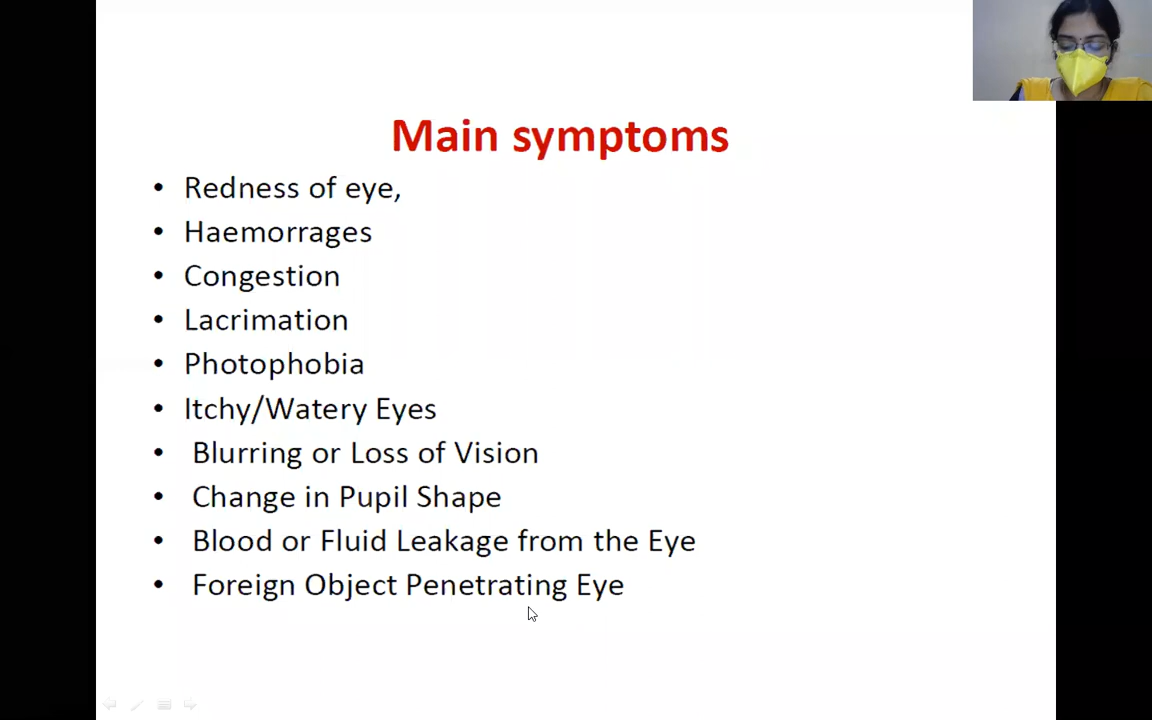 Main symptoms
• Redness of eye,
• Haemorrages
• Congestion
• Lacrimation
• Photophobia
• Itchy/Watery Eyes
• Blurring or Loss of Vision
• Change in Pupil Shape
• Blood or Fluid Leakage from the Eye
• Foreign Object Penetrating Eye